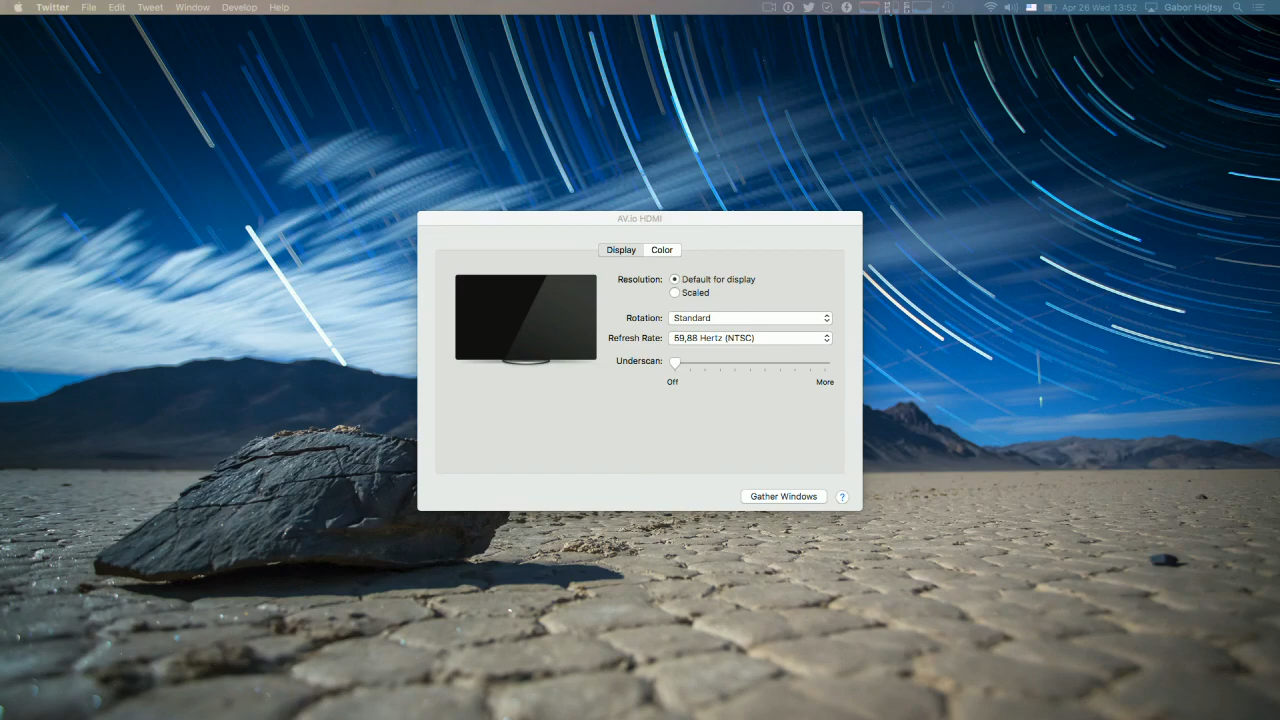 Twitter File Edit Tweet Window Develop Help Apr 26 Wed 13:52 Gabor Hojtsy
AV.io HDMI
Display Color
Resolution: Default for display
Scaled
Rotation: Standard
Refresh Rate: 59,88 Hertz (NTSC)
Underscan:
Off More
Gather Windows ?